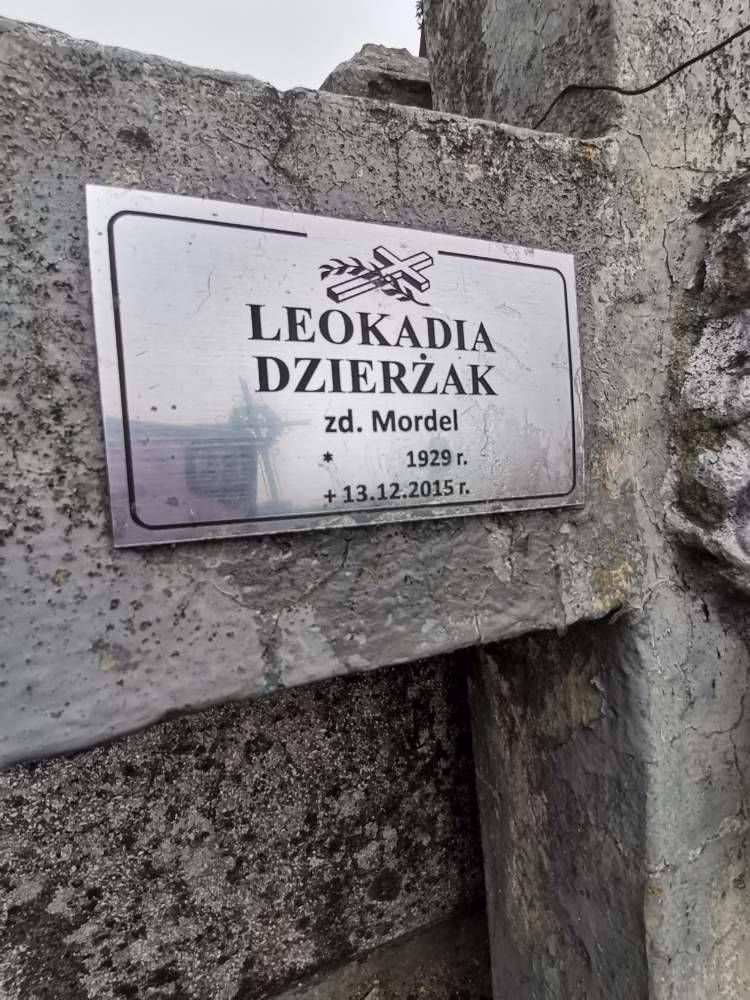 LEOKADIA
DZIERŻAK
zd. Mordel
* 1929 r.
+ 13.12.2015 r.